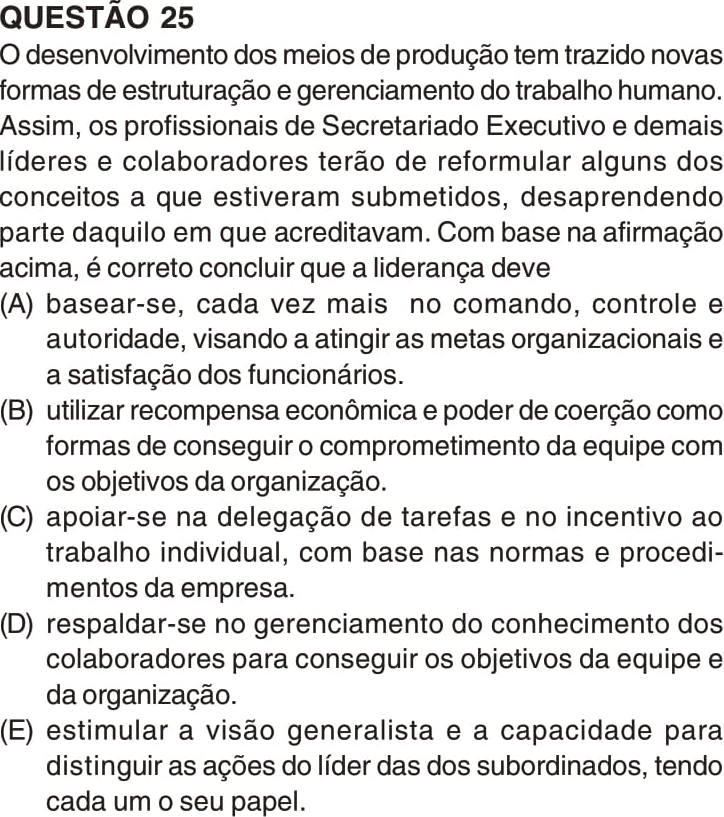 QUESTÃO 25
O desenvolvimento dos meios de produção tem trazido novas
formas de estruturação e gerenciamento do trabalho humano.
Assim, os profissionais de Secretariado Executivo e demais
líderes e colaboradores terão de reformular alguns dos
conceitos a que estiveram submetidos, desaprendendo
parte daquilo em que acreditavam. Com base na afirmação
acima, é correto concluir que a liderança deve
(A) basear-se, cada vez mais no comando, controle e
autoridade, visando a atingir as metas organizacionais e
a satisfação dos funcionários.
(B) utilizar recompensa econômica e poder de coerção como
formas de conseguir o comprometimento da equipe com
os objetivos da organização.
(C) apoiar-se na delegação de tarefas e no incentivo ao
trabalho individual, com base nas normas e procedi-
mentos da empresa.
(D) respaldar-se no gerenciamento do conhecimento dos
colaboradores para conseguir os objetivos da equipe e
da organização.
(E) estimular a visão generalista e a capacidade para
distinguir as ações do líder das dos subordinados, tendo
cada um o seu papel.